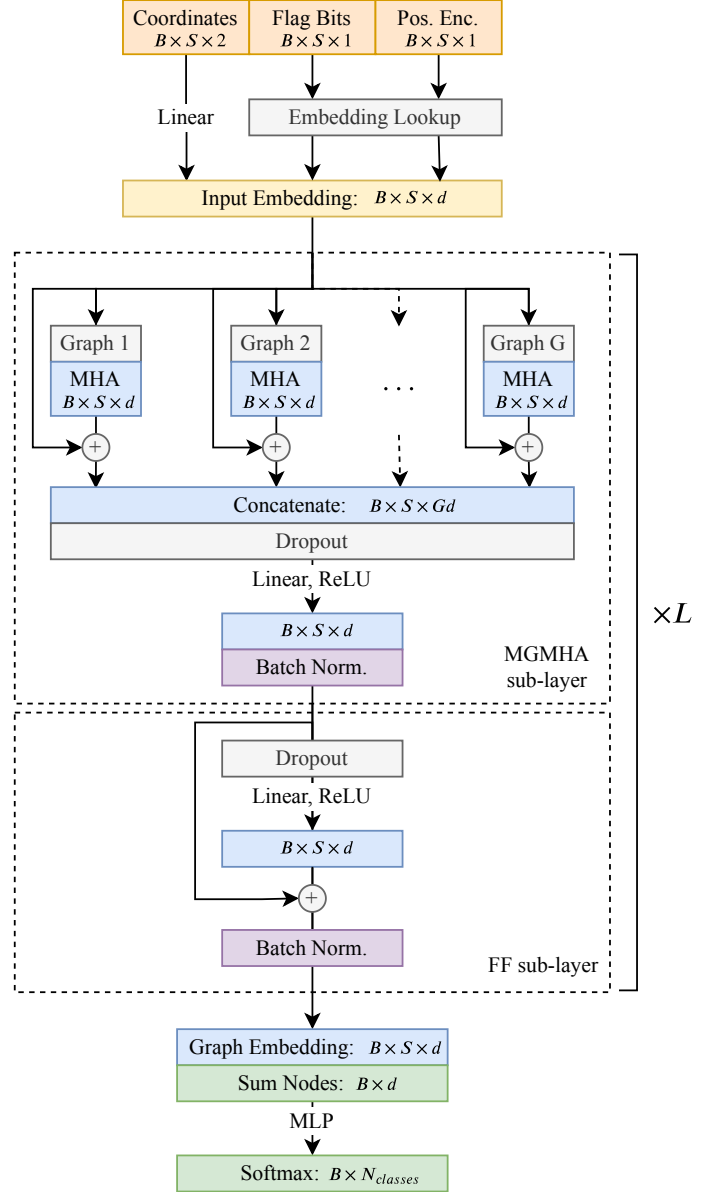 Coordinates Flag Bits Pos. Enc.
B × S × 2 B × S × 1 B × S × 1
Linear Embedding Lookup
Input Embedding: B × S × d
Graph 1 Graph 2 Graph G
MHA MHA . . . MHA
B × S × d B × S × d B × S × d
+ + +
Concatenate: B × S × Gd
Dropout
Linear, ReLU
×L
B × S × d
Batch Norm.
MGMHA
sub-layer
Dropout
Linear, ReLU
B × S × d
+
Batch Norm.
FF sub-layer
Graph Embedding: B × S × d
Sum Nodes: B × d
MLP
Softmax: B × N_classes